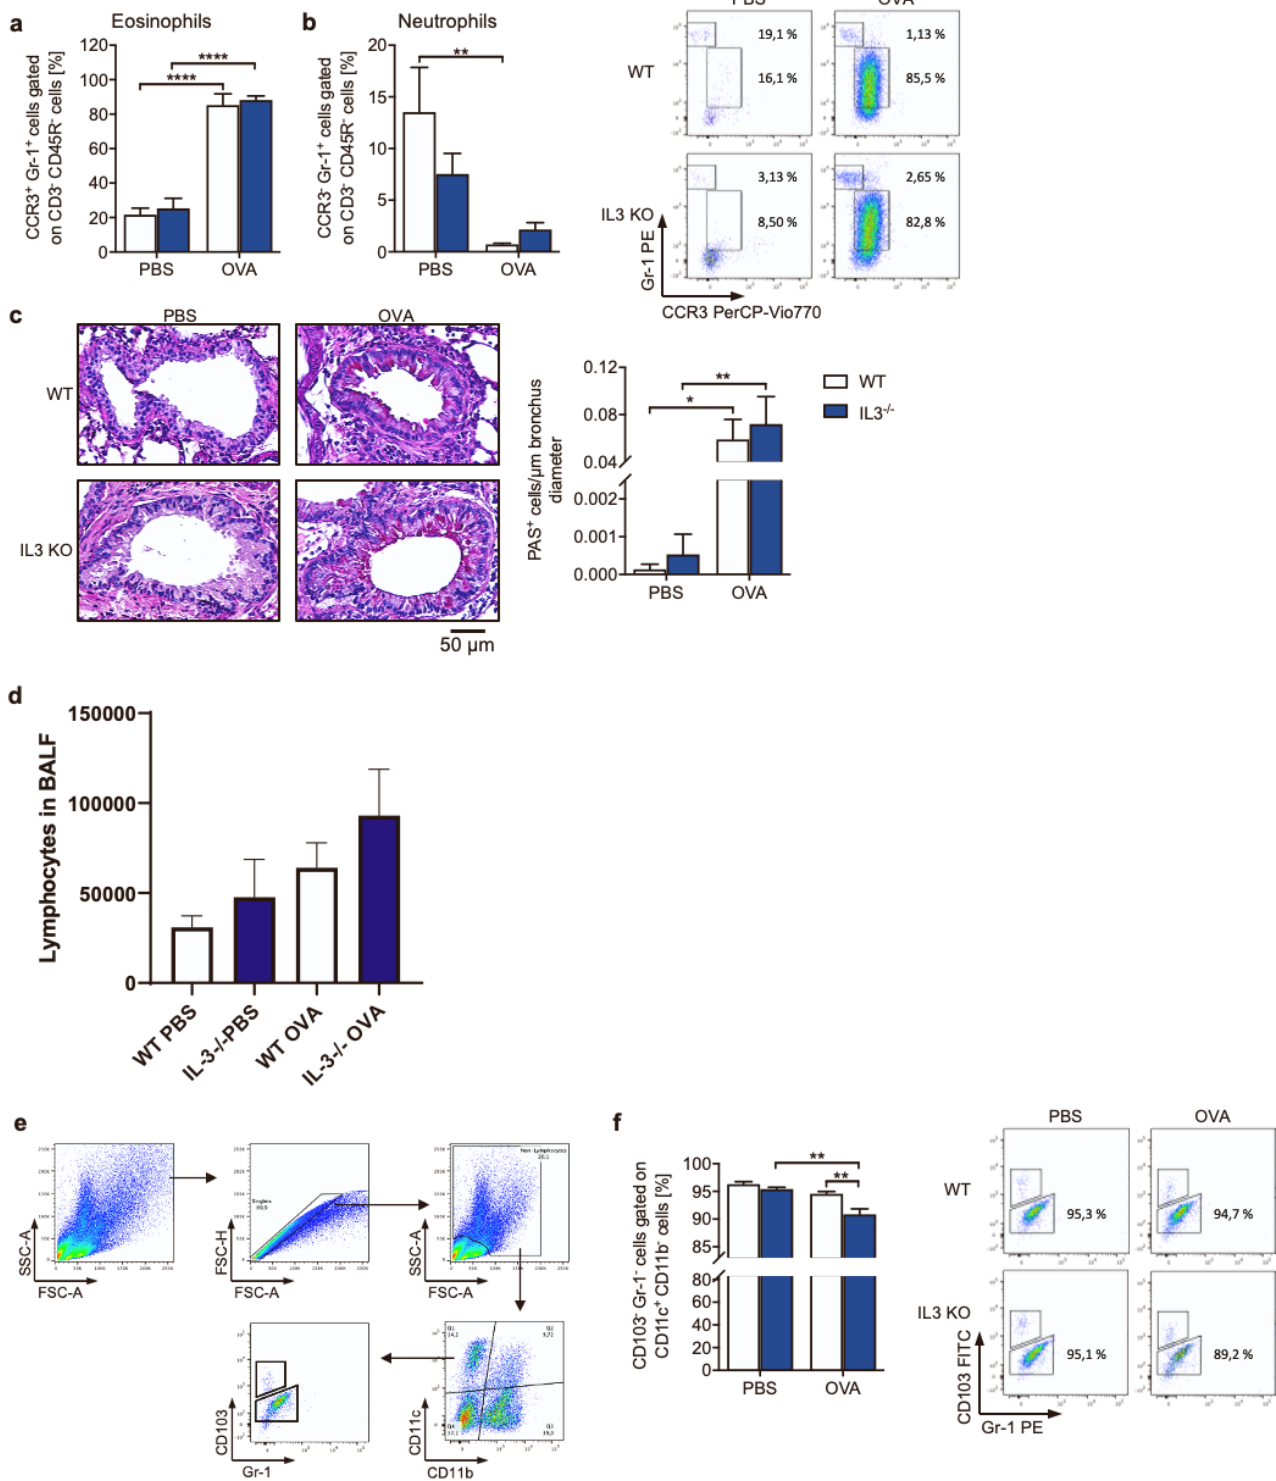 a
Eosinophils
CCR3⁺ Gr-1⁺ cells gated
on CD3⁻ CD45R⁻ cells [%]
120
100
80
60
40
20
0
****
****
PBS
OVA
b
Neutrophils
CCR3⁻ Gr-1⁺ cells gated
on CD3⁻ CD45R⁻ cells [%]
20
15
10
5
0
**
PBS
OVA
PBS
OVA
WT
19,1 %
16,1 %
1,13 %
85,5 %
IL3 KO
3,13 %
8,50 %
2,65 %
82,8 %
Gr-1 PE
CCR3 PerCP-Vio770
c
PBS
OVA
WT
IL3 KO
50 µm
PAS⁺ cells/µm bronchus
diameter
0.12
0.08
0.04
0.002
0.001
0.000
**
*
PBS
OVA
WT
IL3⁻/⁻
d
Lymphocytes in BALF
150000
100000
50000
0
WT PBS
IL-3-/-PBS
WT OVA
IL-3-/- OVA
e
SSC-A
FSC-A
FSC-H
FSC-A
SSC-A
FSC-A
CD103
Gr-1
CD11c
CD11b
f
CD103⁻ Gr-1⁻ cells gated on
CD11c⁺ CD11b⁻ cells [%]
100
95
90
85
80
60
40
20
0
**
**
PBS
OVA
PBS
OVA
WT
95,3 %
94,7 %
IL3 KO
95,1 %
89,2 %
CD103 FITC
Gr-1 PE